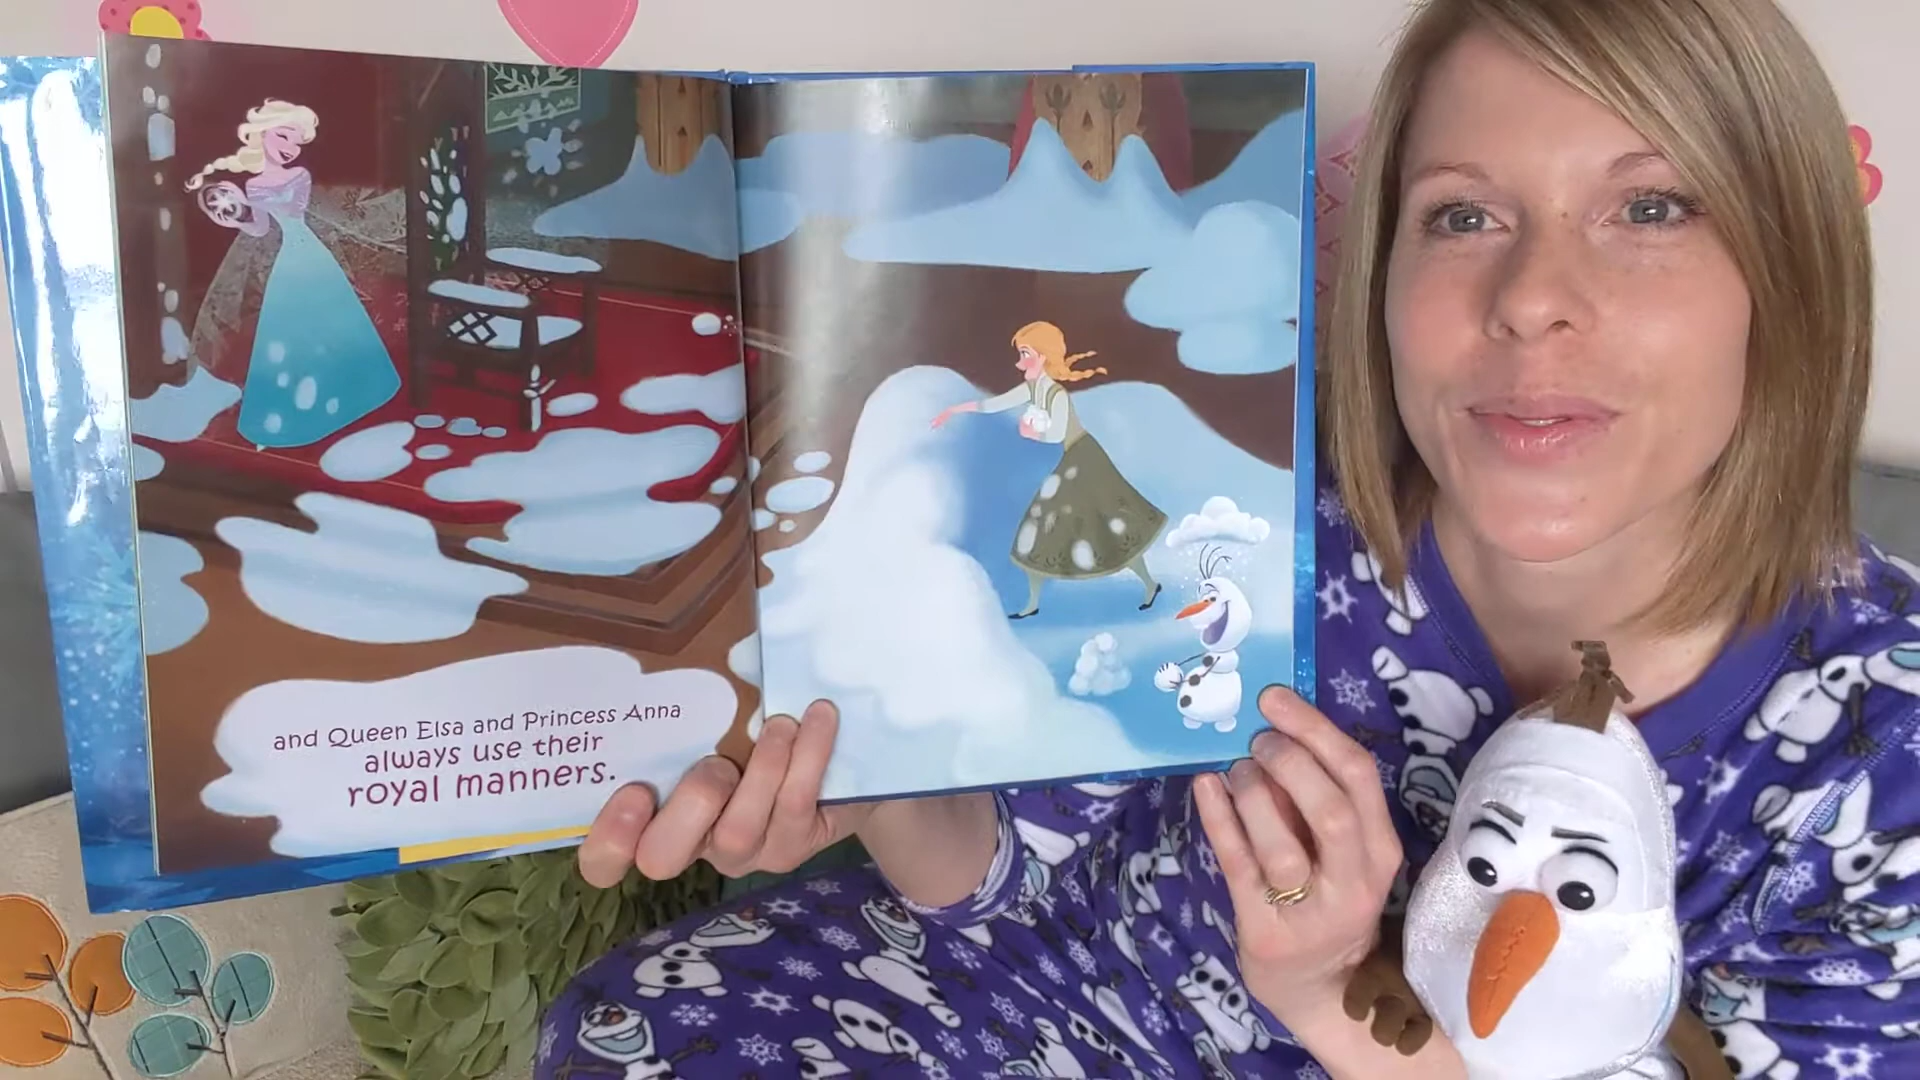 and Queen Elsa and Princess Anna
always use their
royal manners.